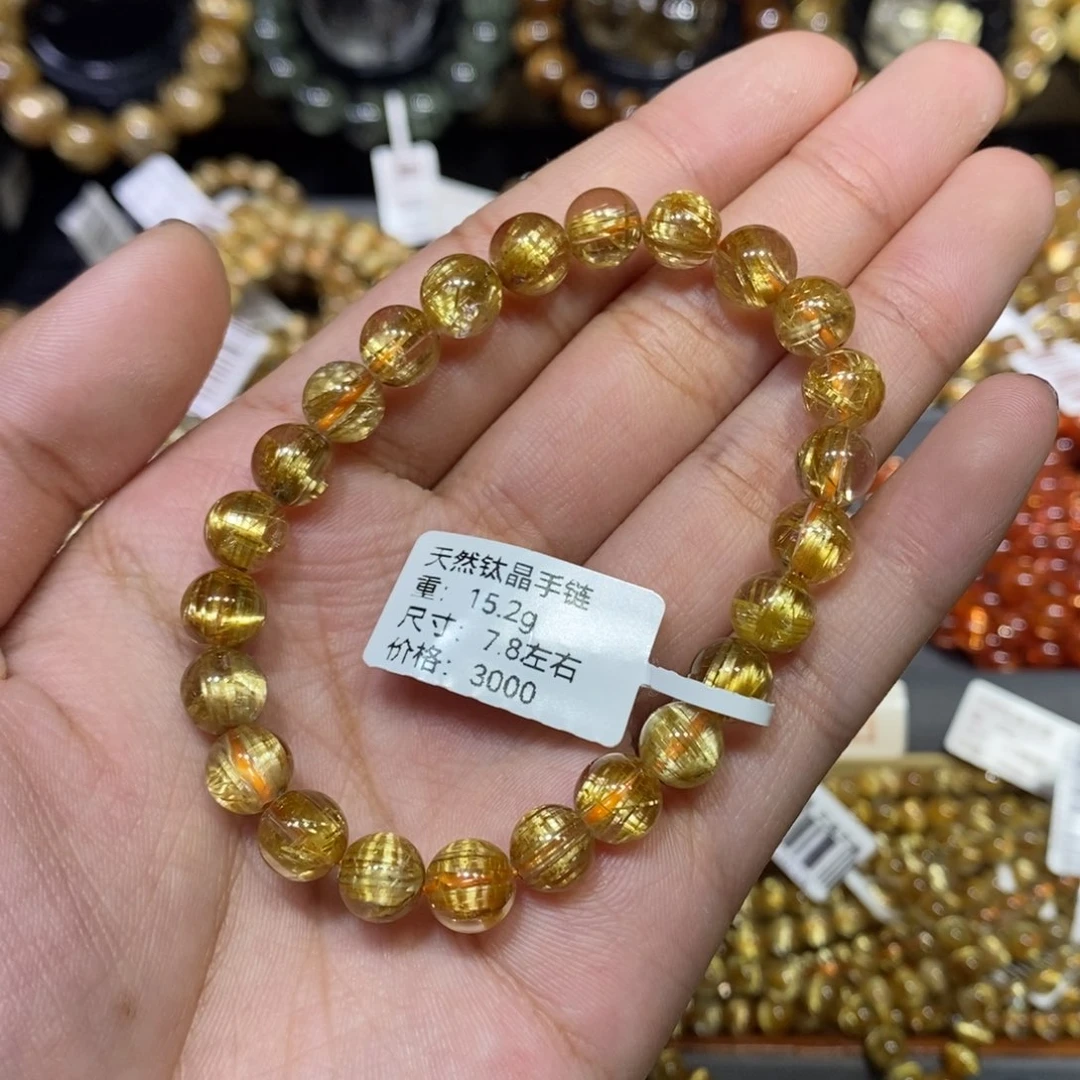 天然钛晶手链
重：15.2g
尺寸：7.8左右
价格：3000